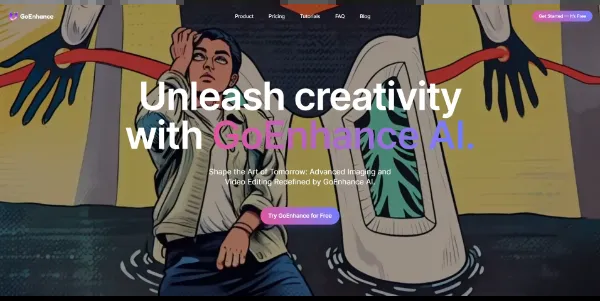 GoEnhance
Product Pricing Tutorials FAQ Blog
Get Started — It's Free
Unleash creativity
with GoEnhance AI.
Shape the Art of Tomorrow: Advanced Imaging and
Video Editing Redefined by GoEnhance AI.
Try GoEnhance for Free